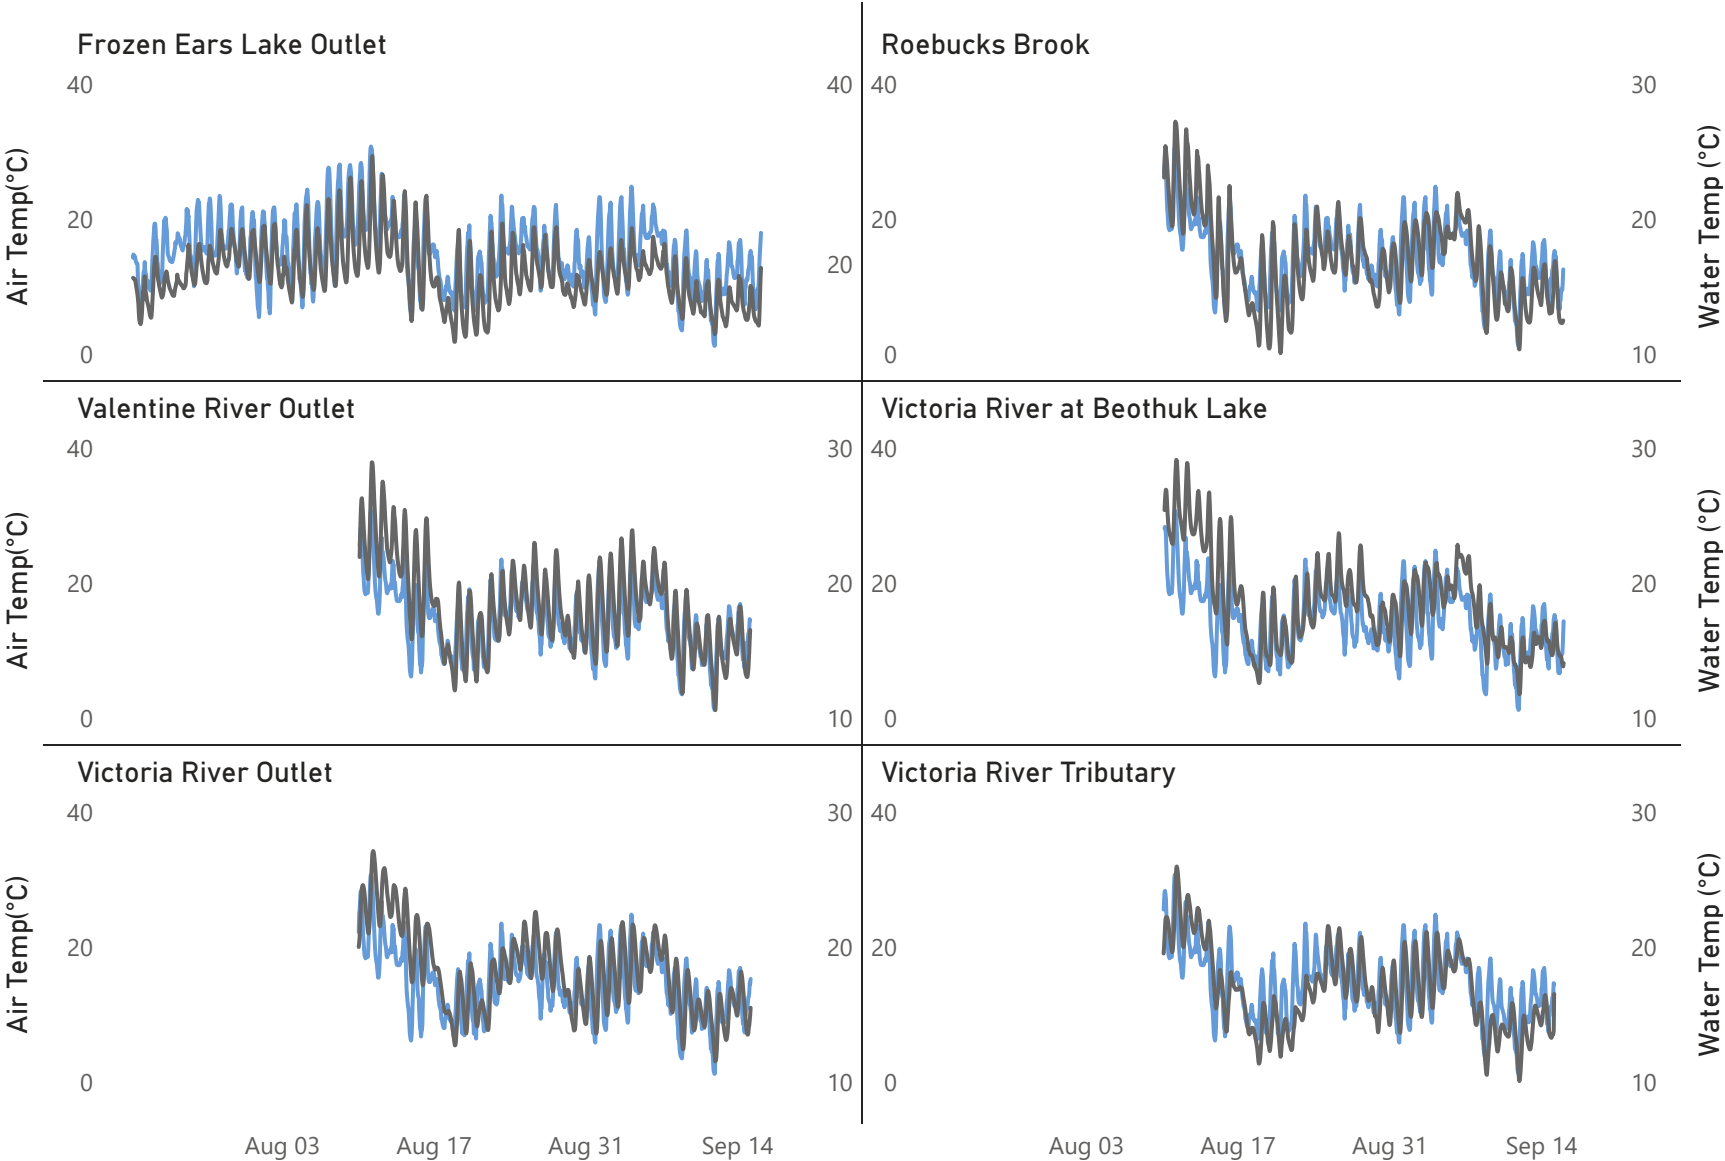 Frozen Ears Lake Outlet
40
20
0
40
20
Air Temp(°C)
Roebucks Brook
40
20
0
30
20
10
Water Temp (°C)
Valentine River Outlet
40
20
0
30
20
10
Air Temp(°C)
Victoria River at Beothuk Lake
40
20
0
30
20
10
Water Temp (°C)
Victoria River Outlet
40
20
0
30
20
10
Air Temp(°C)
Victoria River Tributary
40
20
0
30
20
10
Water Temp (°C)
Aug 03 Aug 17 Aug 31 Sep 14
Aug 03 Aug 17 Aug 31 Sep 14